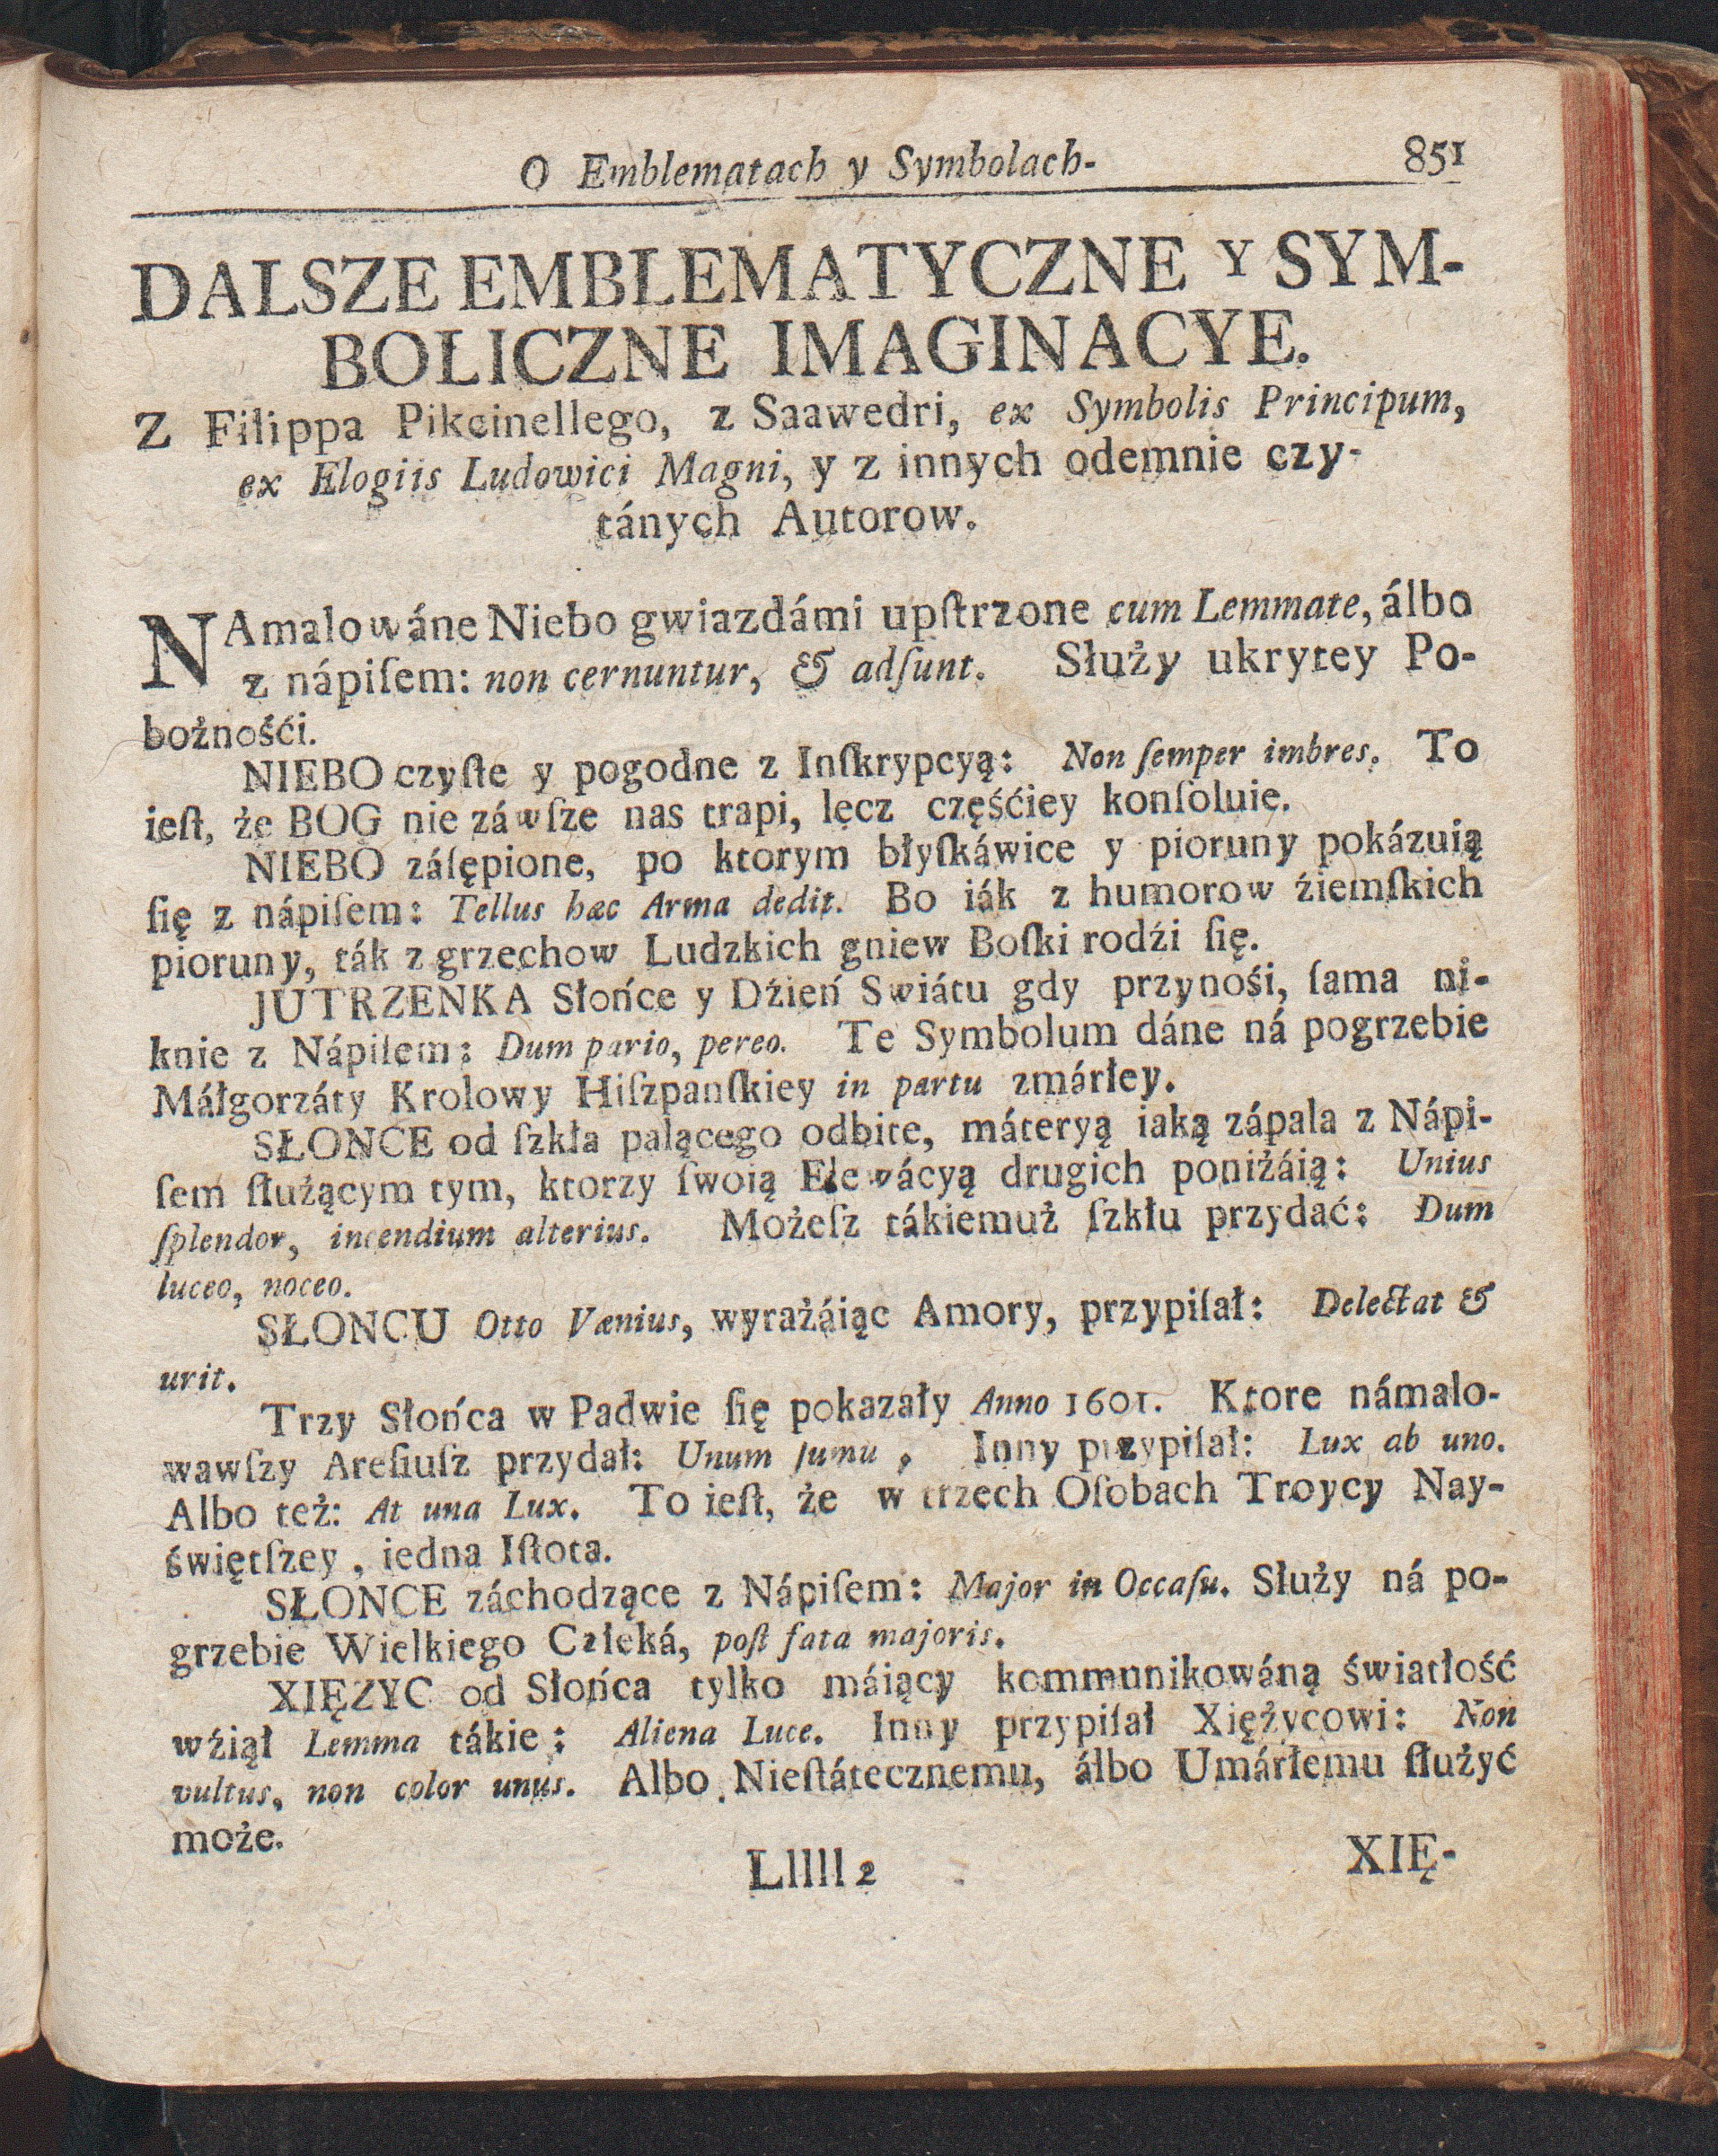 O Emblematach y Symbolach- 851
DALSZE EMBLEMATYCZNE Y SYM-
BOLICZNE IMAGINACYE.
Z Filippa Pikcinellego, z Saawedri, ex Symbolis Principum,
ex Elogiis Ludowici Magni, y z innych odemnie czy-
tánych Autorow.
NAmalowáne Niebo gwiazdámi upſtrzone cum Lemmate, álbo
z nápiſem: non cernuntur, & adſunt. Służy ukrytey Po-
bożnośći.
NIEBO czyſte y pogodne z Inſkrypcyą: Non ſemper imbres. To
ieſt, że BOG nie záwſze nas trapi, lecz częśćiey konſoluie.
NIEBO záſępione, po ktorym błyſkáwice y pioruny pokázuią
ſię z nápiſem: Tellus hæc Arma dedit. Bo iák z humorow źiemſkich
pioruny, ták z grzechow Ludzkich gniew Boſki rodźi ſię.
JUTRZENKA Słońce y Dźień Swiátu gdy przynośi, ſama ni-
knie z Nápiſem: Dum pario, pereo. Te Symbolum dáne ná pogrzebie
Máłgorzáty Krolowy Hiſzpanſkiey in partu zmárłey.
SŁONCE od ſzkła palącego odbite, máteryą iaką zápala z Nápi-
ſem ſłużącym tym, ktorzy ſwoią Elewácyą drugich poniżáią: Unius
ſplendor, incendium alterius. Możeſz tákiemuż ſzkłu przydać: Dum
luceo, noceo.
SŁONCU Otto Vænius, wyrażáiąc Amory, przypiſał: Delectat &
urit.
Trzy Słońca w Padwie ſię pokazały Anno 1601. Ktore námalo-
wawſzy Areſiuſz przydał: Unum ſumu , Inny przypiſał: Lux ab uno.
Albo też: At una Lux. To ieſt, że w trzech Oſobach Troycy Nay-
świętſzey , iedna Iſtota.
SŁONCE záchodzące z Nápiſem: Major in Occaſu. Służy ná po-
grzebie Wielkiego Człeká, poſt fata majoris.
XIĘZYC od Słońca tylko máiący kommunikowáną światłość
wźiął Lemma tákie ; Aliena Luce. Inny przypiſał Xiężycowi: Non
vultus, non color unus. Albo Nieſtátecznemu, álbo Umárłemu ſłużyć
może.
Lllll 2 XIĘ-